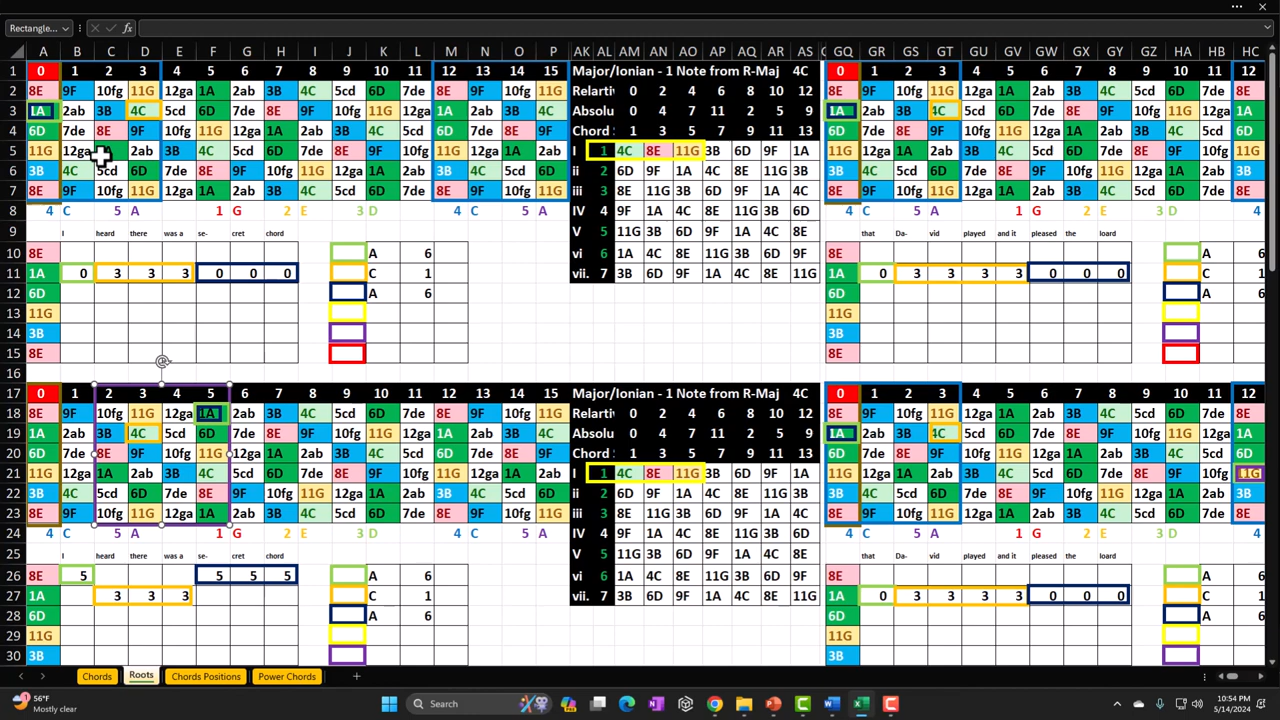 Rectangle...
fx
A B C D E F G H I J K L M N O P AK AL AM AN AO AP AQ AR AS GQ GR GS GT GU GV GW GX GY GZ HA HB HC
1 0 1 2 3 4 5 6 7 8 9 10 11 12 13 14 15 Major/Ionian - 1 Note from R-Maj 4C 0 1 2 3 4 5 6 7 8 9 10 11 12
2 8E 9F 10fg 11G 12ga 1A 2ab 3B 4C 5cd 6D 7de 8E 9F 10fg 11G Relartiv 0 2 4 6 8 10 12 8E 9F 10fg 11G 12ga 1A 2ab 3B 4C 5cd 6D 7de 8E
3 1A 2ab 3B 4C 5cd 6D 7de 8E 9F 10fg 11G 12ga 1A 2ab 3B 4C Absolu 0 4 7 11 2 5 9 1A 2ab 3B 4C 5cd 6D 7de 8E 9F 10fg 11G 12ga 1A
4 6D 7de 8E 9F 10fg 11G 12ga 1A 2ab 3B 4C 5cd 6D 7de 8E 9F Chord S 1 3 5 7 9 11 13 6D 7de 8E 9F 10fg 11G 12ga 1A 2ab 3B 4C 5cd 6D
5 11G 12ga 2ab 3B 4C 5cd 6D 7de 8E 9F 10fg 11G 12ga 1A 2ab I 1 4C 8E 11G 3B 6D 9F 1A 11G 12ga 1A 2ab 3B 4C 5cd 6D 7de 8E 9F 10fg 11G
6 3B 4C 5cd 6D 7de 8E 9F 10fg 11G 12ga 1A 2ab 3B 4C 5cd 6D ii 2 6D 9F 1A 4C 8E 11G 3B 3B 4C 5cd 6D 7de 8E 9F 10fg 11G 12ga 1A 2ab 3B
7 8E 9F 10fg 11G 12ga 1A 2ab 3B 4C 5cd 6D 7de 8E 9F 10fg 11G iii 3 8E 11G 3B 6D 9F 1A 4C 8E 9F 10fg 11G 12ga 1A 2ab 3B 4C 5cd 6D 7de 8E
8 4 C 5 A 1 G 2 E 3 D 4 C 5 A IV 4 9F 1A 4C 8E 11G 3B 6D 4 C 5 A 1 G 2 E 3 D 4
9 I heard there was a se- cret chord V 5 11G 3B 6D 9F 1A 4C 8E that Da- vid played and it pleased the loard
10 8E A 6 vi 6 1A 4C 8E 11G 3B 6D 9F 8E A 6
11 1A 0 3 3 3 0 0 0 C 1 vii. 7 3B 6D 9F 1A 4C 8E 11G 1A 0 3 3 3 3 0 0 0 C 1
12 6D A 6 6D A 6
13 11G 11G
14 3B 3B
15 8E 8E
16
17 0 1 2 3 4 5 6 7 8 9 10 11 12 13 14 15 Major/Ionian - 1 Note from R-Maj 4C 0 1 2 3 4 5 6 7 8 9 10 11 12
18 8E 9F 10fg 11G 12ga 1A 2ab 3B 4C 5cd 6D 7de 8E 9F 10fg 11G Relartiv 0 2 4 6 8 10 12 8E 9F 10fg 11G 12ga 1A 2ab 3B 4C 5cd 6D 7de 8E
19 1A 2ab 3B 4C 5cd 6D 7de 8E 9F 10fg 11G 12ga 1A 2ab 3B 4C Absolu 0 4 7 11 2 5 9 1A 2ab 3B 4C 5cd 6D 7de 8E 9F 10fg 11G 12ga 1A
20 6D 7de 8E 9F 10fg 11G 12ga 1A 2ab 3B 4C 5cd 6D 7de 8E 9F Chord S 1 3 5 7 9 11 13 6D 7de 8E 9F 10fg 11G 12ga 1A 2ab 3B 4C 5cd 6D
21 11G 12ga 1A 2ab 3B 4C 5cd 6D 7de 8E 9F 10fg 11G 12ga 1A 2ab I 1 4C 8E 11G 3B 6D 9F 1A 11G 12ga 1A 2ab 3B 4C 5cd 6D 7de 8E 9F 10fg 11G
22 3B 4C 5cd 6D 7de 8E 9F 10fg 11G 12ga 1A 2ab 3B 4C 5cd 6D ii 2 6D 9F 1A 4C 8E 11G 3B 3B 4C 5cd 6D 7de 8E 9F 10fg 11G 12ga 1A 2ab 3B
23 8E 9F 10fg 11G 12ga 1A 2ab 3B 4C 5cd 6D 7de 8E 9F 10fg 11G iii 3 8E 11G 3B 6D 9F 1A 4C 8E 9F 10fg 11G 12ga 1A 2ab 3B 4C 5cd 6D 7de 8E
24 4 C 5 A 1 G 2 E 3 D 4 C 5 A IV 4 9F 1A 4C 8E 11G 3B 6D 4 C 5 A 1 G 2 E 3 D 4
25 I heard there was a se- cret chord V 5 11G 3B 6D 9F 1A 4C 8E that Da- vid played and it pleased the loard
26 8E 5 5 5 5 A 6 vi 6 1A 4C 8E 11G 3B 6D 9F 8E A 6
27 1A 3 3 3 C 1 vii. 7 3B 6D 9F 1A 4C 8E 11G 1A 0 3 3 3 3 0 0 0 C 1
28 6D A 6 6D A 6
29 11G 11G
30 3B 3B
Chords Roots Chords Positions Power Chords
56°F
Mostly clear
Search
10:54 PM
5/14/2024